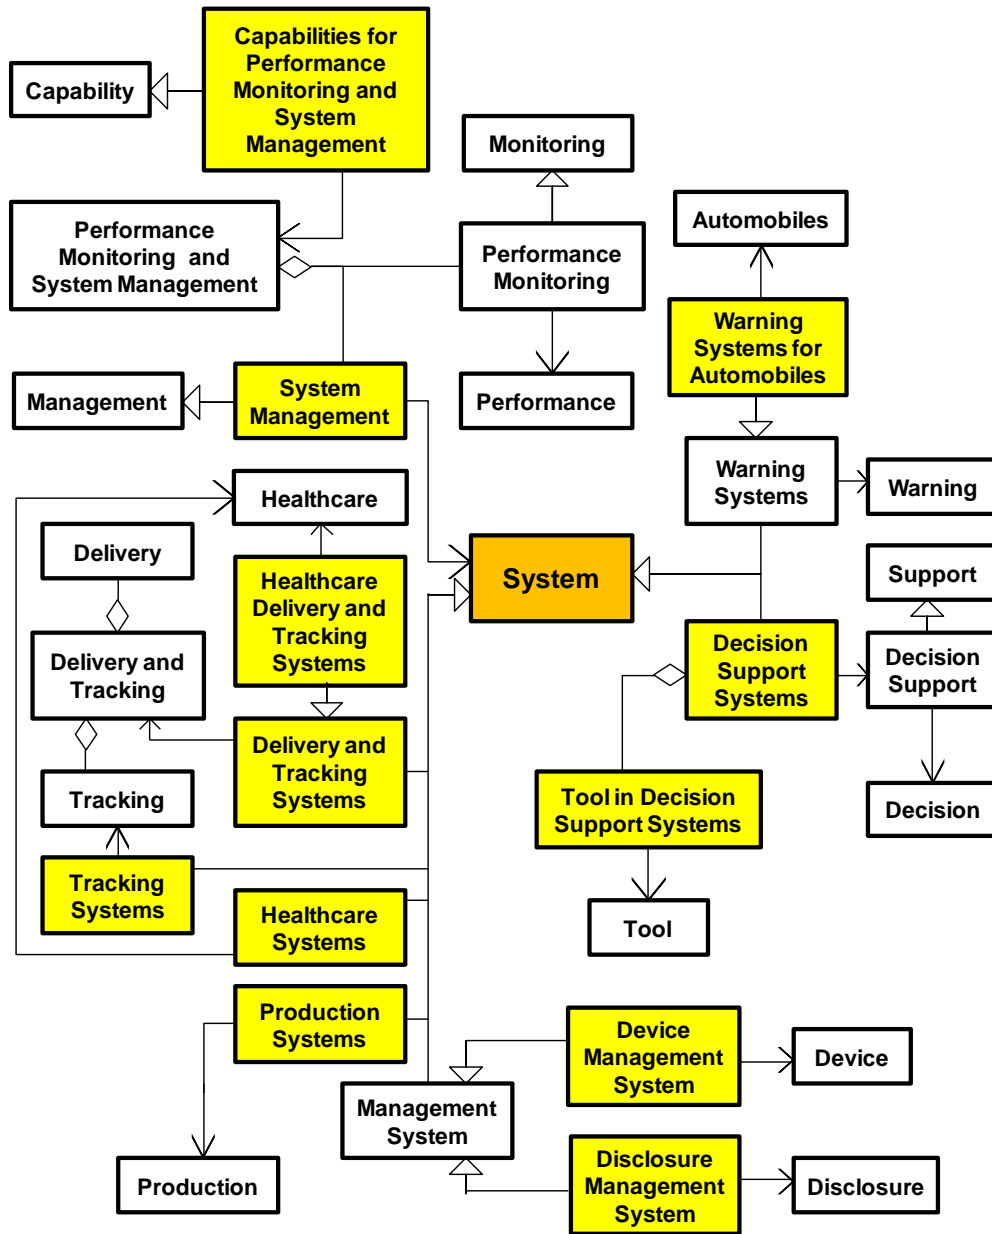 Capabilities for
Performance
Monitoring and
System
Management
Capability
Monitoring
Performance
Monitoring and
System Management
Performance
Monitoring
Automobiles
Warning
Systems for
Automobiles
Management
System
Management
Performance
Warning
Systems
Warning
Healthcare
Delivery
Healthcare
Delivery and
Tracking
Systems
System
Support
Delivery and
Tracking
Decision
Support
Systems
Decision
Support
Delivery and
Tracking
Systems
Tracking
Tool in Decision
Support Systems
Decision
Tracking
Systems
Healthcare
Systems
Tool
Production
Systems
Device
Management
System
Device
Management
System
Production
Disclosure
Management
System
Disclosure